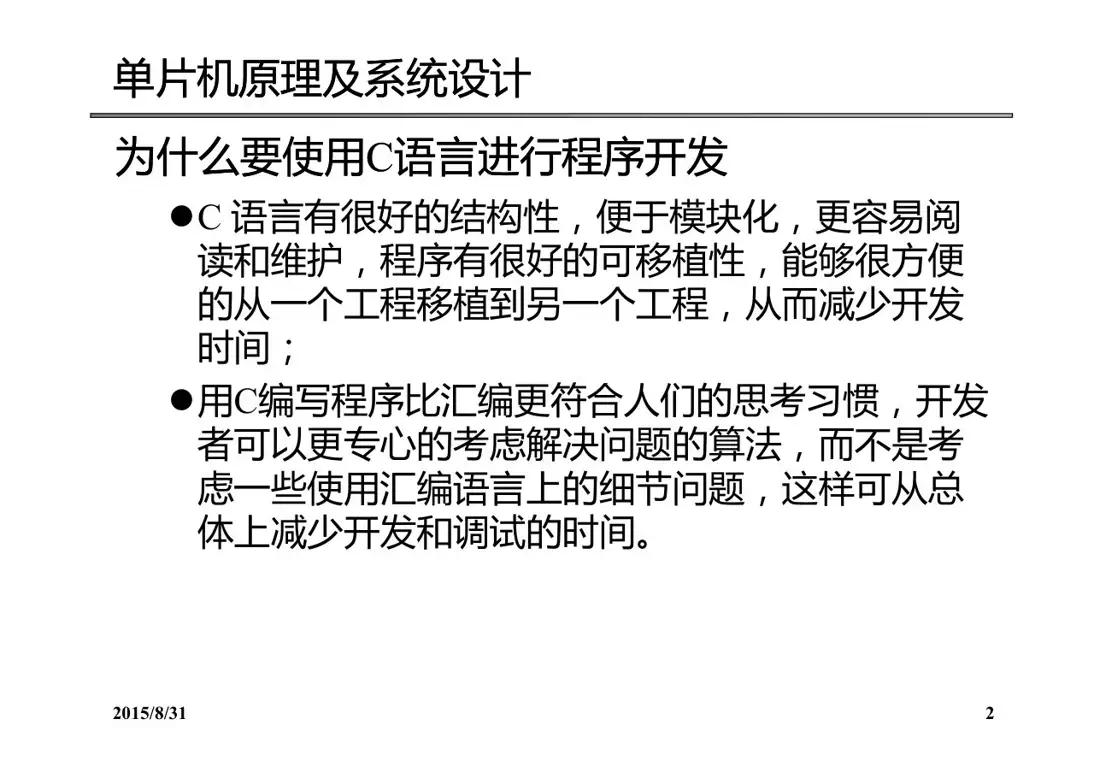 单片机原理及系统设计
为什么要使用C语言进行程序开发
●C 语言有很好的结构性，便于模块化，更容易阅
读和维护，程序有很好的可移植性，能够很方便
的从一个工程移植到另一个工程，从而减少开发
时间；
●用C编写程序比汇编更符合人们的思考习惯，开发
者可以更专心的考虑解决问题的算法，而不是考
虑一些使用汇编语言上的细节问题，这样可从总
体上减少开发和调试的时间。
2015/8/31
2